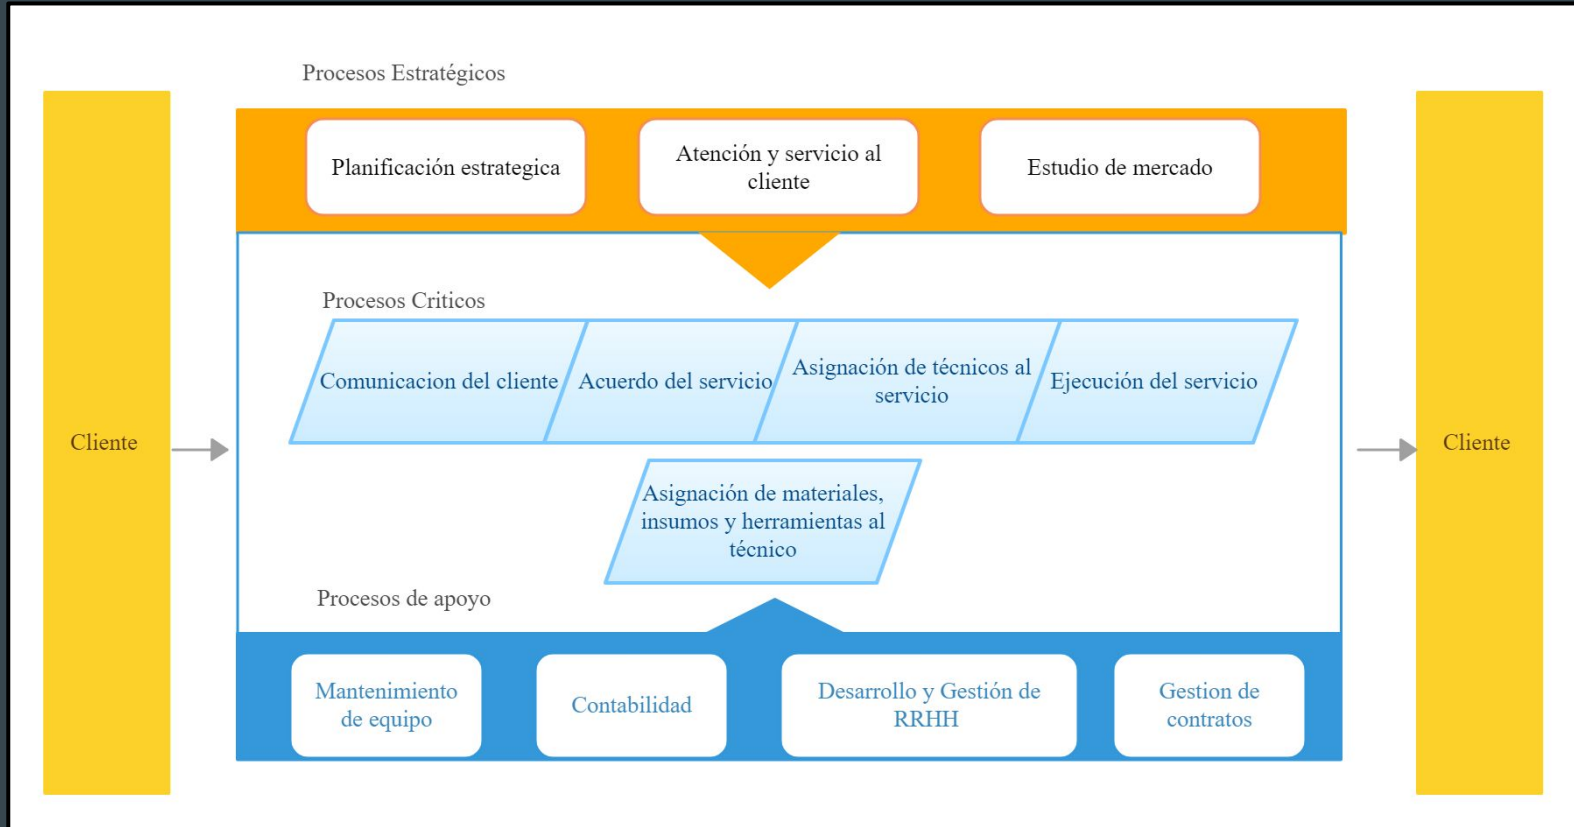 Procesos Estratégicos
Planificación estrategica
Atención y servicio al
cliente
Estudio de mercado
Procesos Criticos
Comunicacion del cliente
Acuerdo del servicio
Asignación de técnicos al
servicio
Ejecución del servicio
Cliente
Cliente
Asignación de materiales,
insumos y herramientas al
técnico
Procesos de apoyo
Mantenimiento
de equipo
Contabilidad
Desarrollo y Gestión de
RRHH
Gestion de
contratos